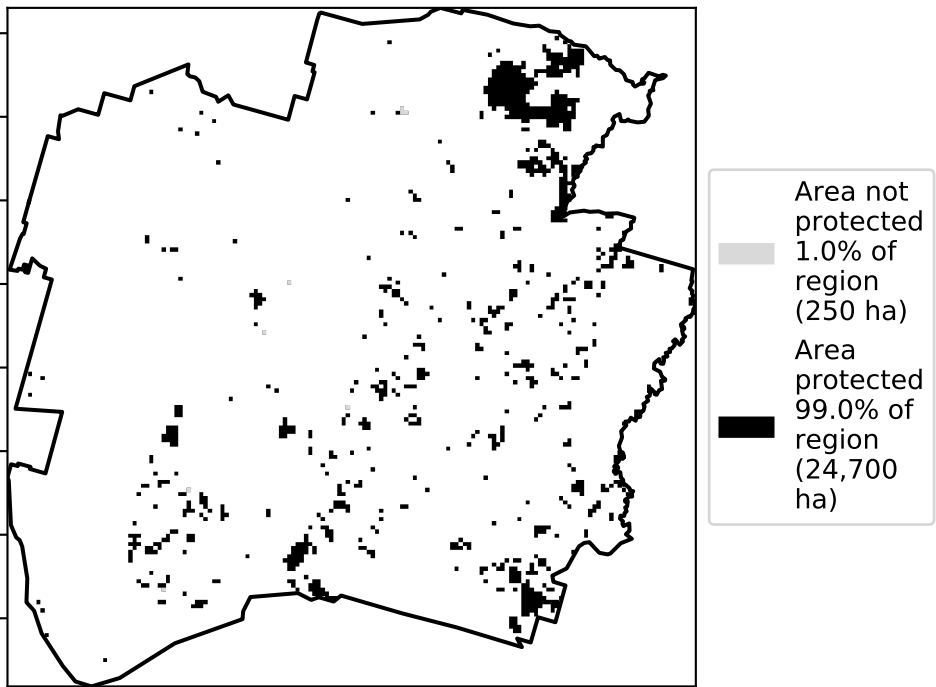 Area not
protected
1.0% of
region
(250 ha)
Area
protected
99.0% of
region
(24,700
ha)